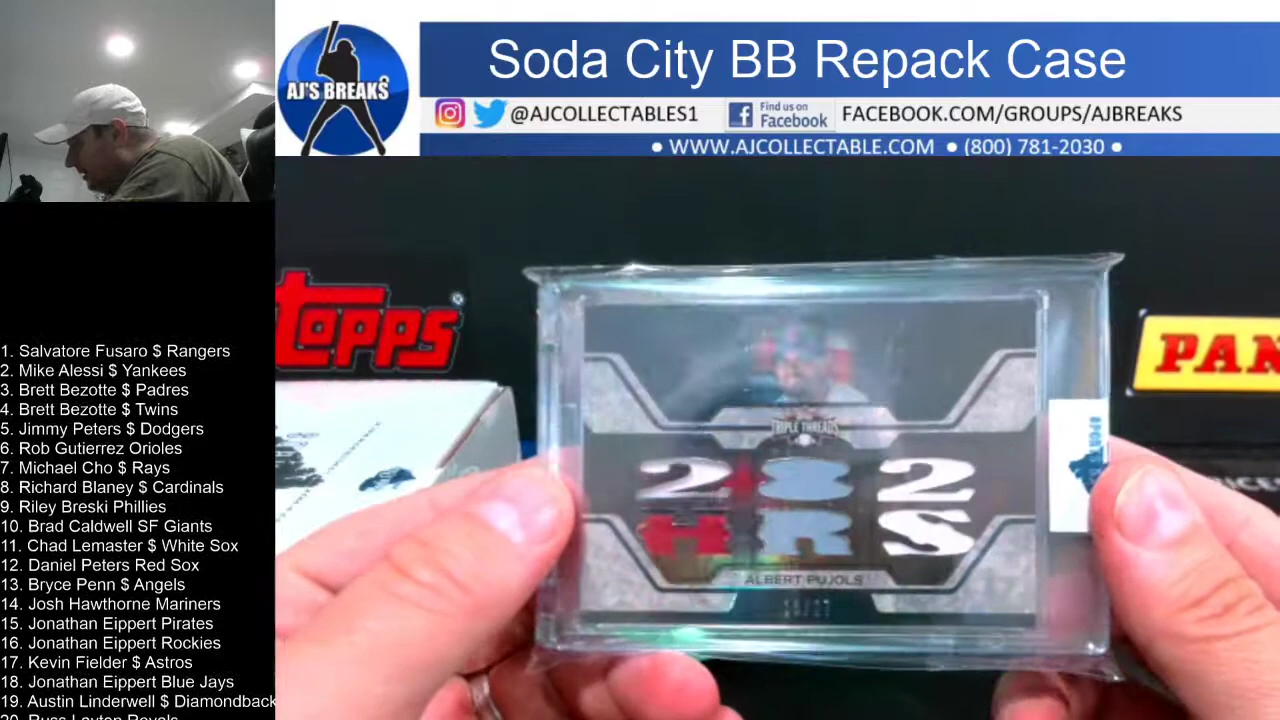 Soda City BB Repack Case
AJ'S BREAKS
@AJCOLLECTABLES1
Find us on
Facebook
FACEBOOK.COM/GROUPS/AJBREAKS
• WWW.AJCOLLECTABLE.COM • (800) 781-2030 •
topps
PAN
TRIPLE THREADS
282
HRS
ALBERT PUJOLS
1. Salvatore Fusaro $ Rangers
2. Mike Alessi $ Yankees
3. Brett Bezotte $ Padres
4. Brett Bezotte $ Twins
5. Jimmy Peters $ Dodgers
6. Rob Gutierrez Orioles
7. Michael Cho $ Rays
8. Richard Blaney $ Cardinals
9. Riley Breski Phillies
10. Brad Caldwell SF Giants
11. Chad Lemaster $ White Sox
12. Daniel Peters Red Sox
13. Bryce Penn $ Angels
14. Josh Hawthorne Mariners
15. Jonathan Eippert Pirates
16. Jonathan Eippert Rockies
17. Kevin Fielder $ Astros
18. Jonathan Eippert Blue Jays
19. Austin Linderwell $ Diamondback
20. Russ Layton Royals